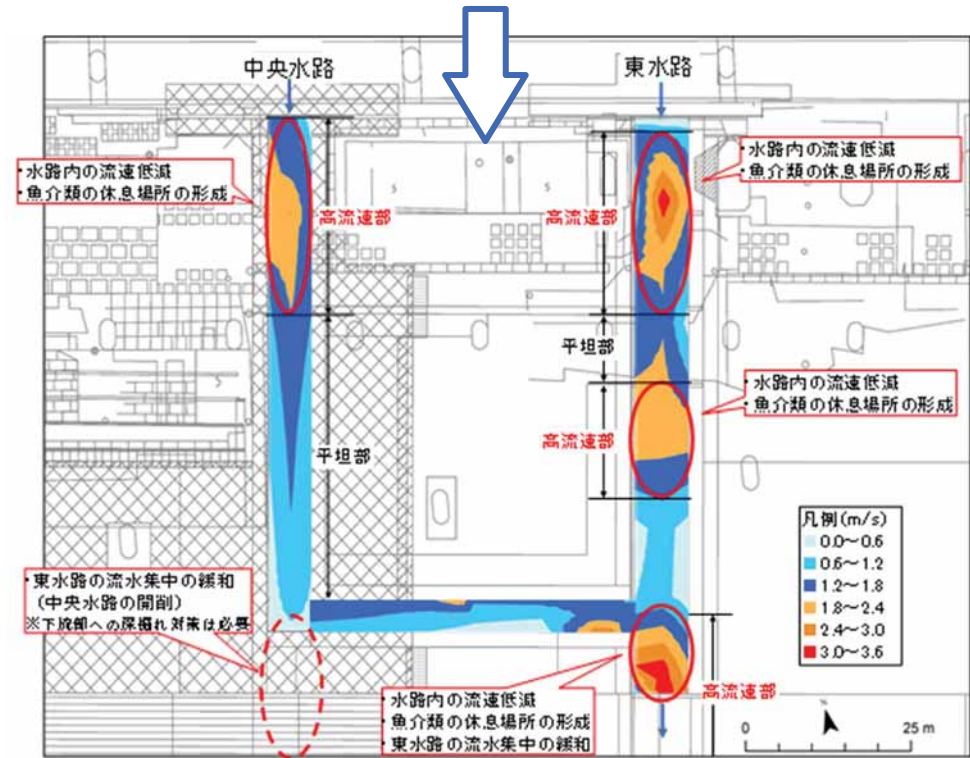 中央水路
東水路
・水路内の流速低減
・魚介類の休息場所の形成
・水路内の流速低減
・魚介類の休息場所の形成
高流速部
高流速部
平坦部
・水路内の流速低減
・魚介類の休息場所の形成
高流速部
平坦部
凡例(m/s)
0.0～0.6
0.6～1.2
1.2～1.8
1.8～2.4
2.4～3.0
3.0～3.6
・東水路の流水集中の緩和
(中央水路の開削)
※下流部への深掘れ対策は必要
・水路内の流速低減
・魚介類の休息場所の形成
・東水路の流水集中の緩和
高流速部
0
25 m